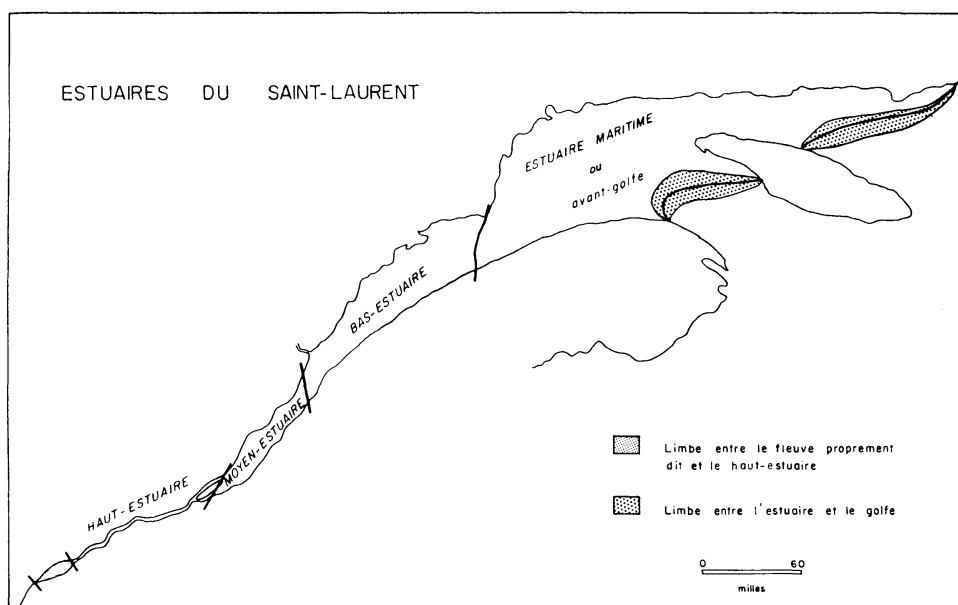 ESTUAIRES DU SAINT-LAURENT
ESTUAIRE MARITIME
ou
avant-golfe
BAS-ESTUAIRE
MOYEN-ESTUAIRE
HAUT-ESTUAIRE
Limbe entre le fleuve proprement
dit et le haut-estuaire
Limbe entre l'estuaire et le golfe
0 60
milles